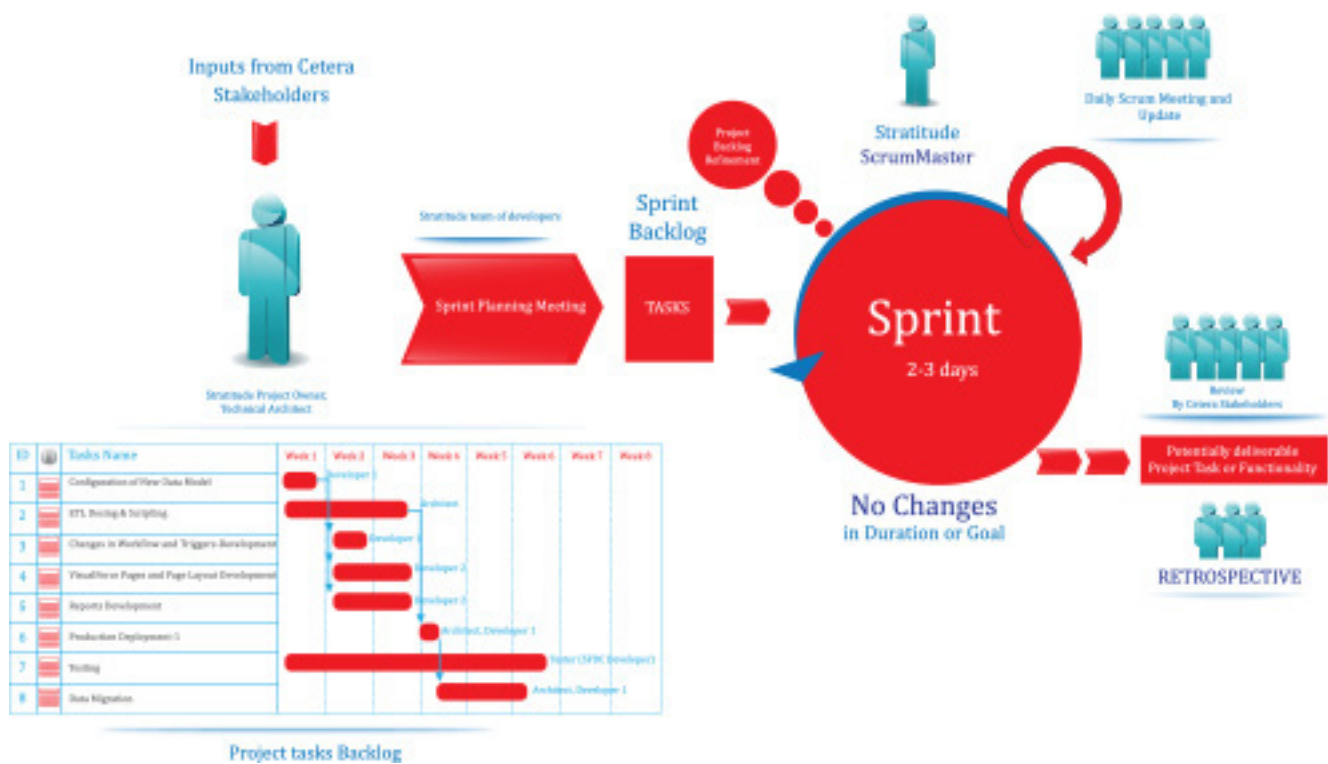 Inputs from Cetera
Stakeholders
Stratitude Project Owner,
Technical Architect
Stratitude team of developers
Sprint Planning Meeting
Sprint
Backlog
TASKS
Project
Backlog
Refinement
Stratitude
ScrumMaster
Daily Scrum Meeting and
Update
Sprint
2-3 days
No Changes
in Duration or Goal
Review
By Cetera Stakeholders
Potentially deliverable
Project Task or Functionality
RETROSPECTIVE
ID Tasks Name Week 1 Week 2 Week 3 Week 4 Week 5 Week 6 Week 7 Week 8
1 Configuration of New Data Model Developer 1
2 ETL & Scripting Architect
3 Changes in Workflow and Triggers Development Developer 1
4 VisualForce Pages and Page Layout Development Developer 2
5 Reports Development Developer
6 Production Deployment-1 Architect, Developer 1
7 Testing Tester (SFDC Developer)
8 Data Migration Architect, Developer 1
Project tasks Backlog